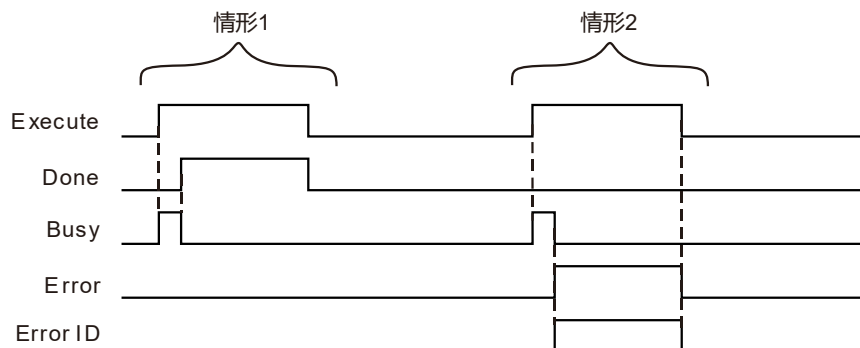 情形1 情形2
Execute
Done
Busy
Error
Error ID